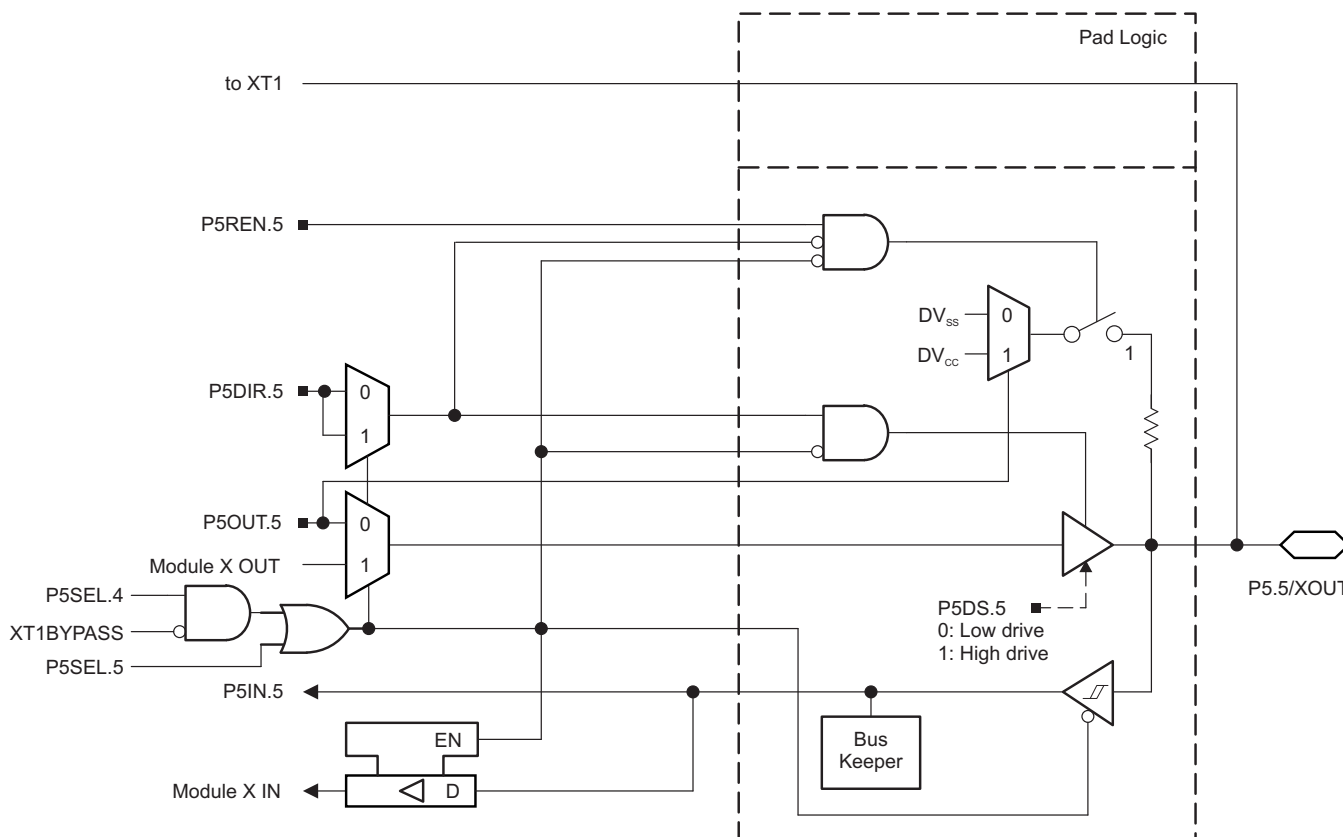 Pad Logic
to XT1
P5REN.5
DVSS
0
DVCC
1
1
P5DIR.5
0
1
P5OUT.5
0
Module X OUT
1
P5SEL.4
XT1BYPASS
P5SEL.5
P5DS.5
0: Low drive
1: High drive
P5.5/XOUT
P5IN.5
EN
Bus
Keeper
Module X IN
D